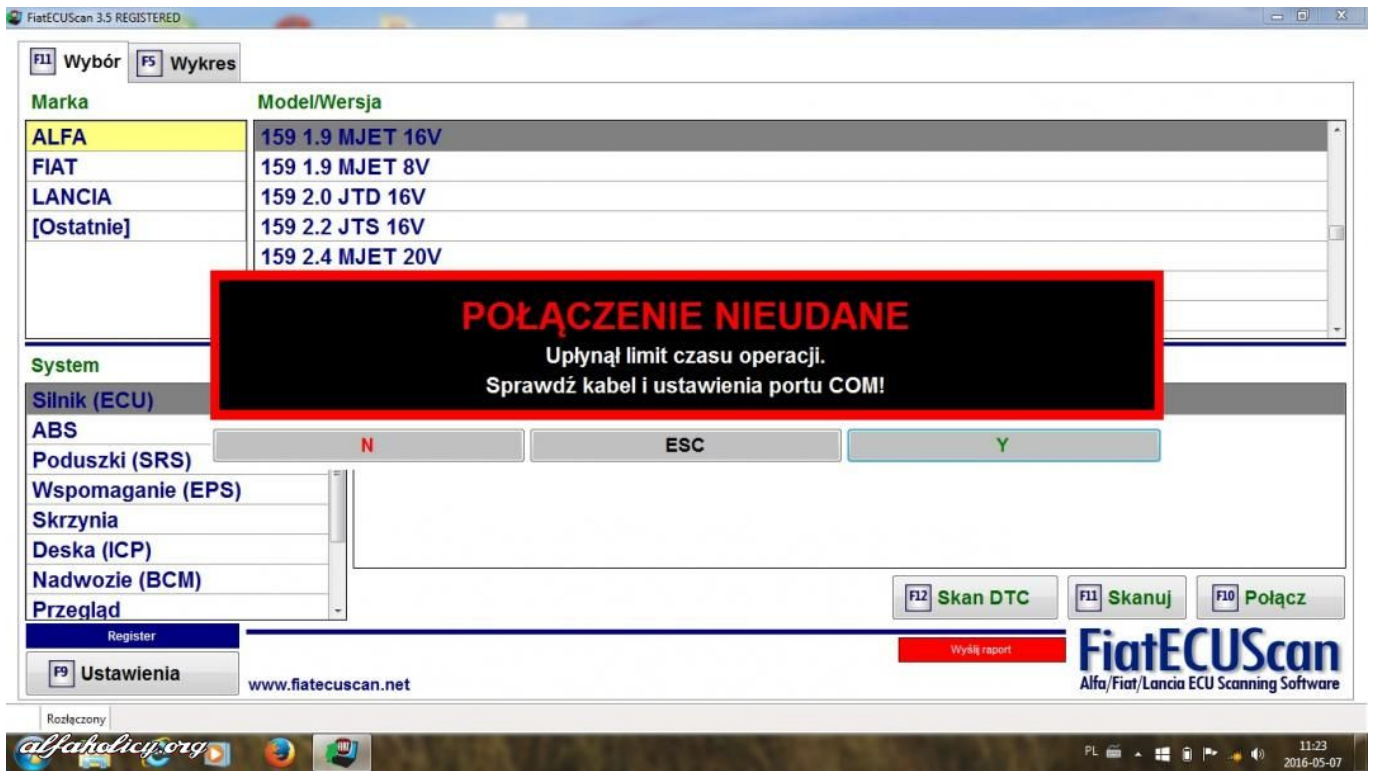 FiatECUScan 3.5 REGISTERED
F11 Wybór F5 Wykres
Marka Model/Wersja
ALFA 159 1.9 MJET 16V
FIAT 159 1.9 MJET 8V
LANCIA 159 2.0 JTD 16V
[Ostatnie] 159 2.2 JTS 16V
159 2.4 MJET 20V
POŁĄCZENIE NIEUDANE
Upłynął limit czasu operacji.
Sprawdź kabel i ustawienia portu COM!
N ESC Y
System
Silnik (ECU)
ABS
Poduszki (SRS)
Wspomaganie (EPS)
Skrzynia
Deska (ICP)
Nadwozie (BCM)
Przegląd
F12 Skan DTC F11 Skanuj F10 Połącz
Register
F9 Ustawienia
www.fiatecuscan.net
Wyślij raport
FiatECUScan
Alfa/Fiat/Lancia ECU Scanning Software
Rozłączony
alfaholicy.org
PL 11:23
2016-05-07